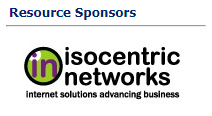 Resource Sponsors
in isocentric
networks
internet solutions advancing business